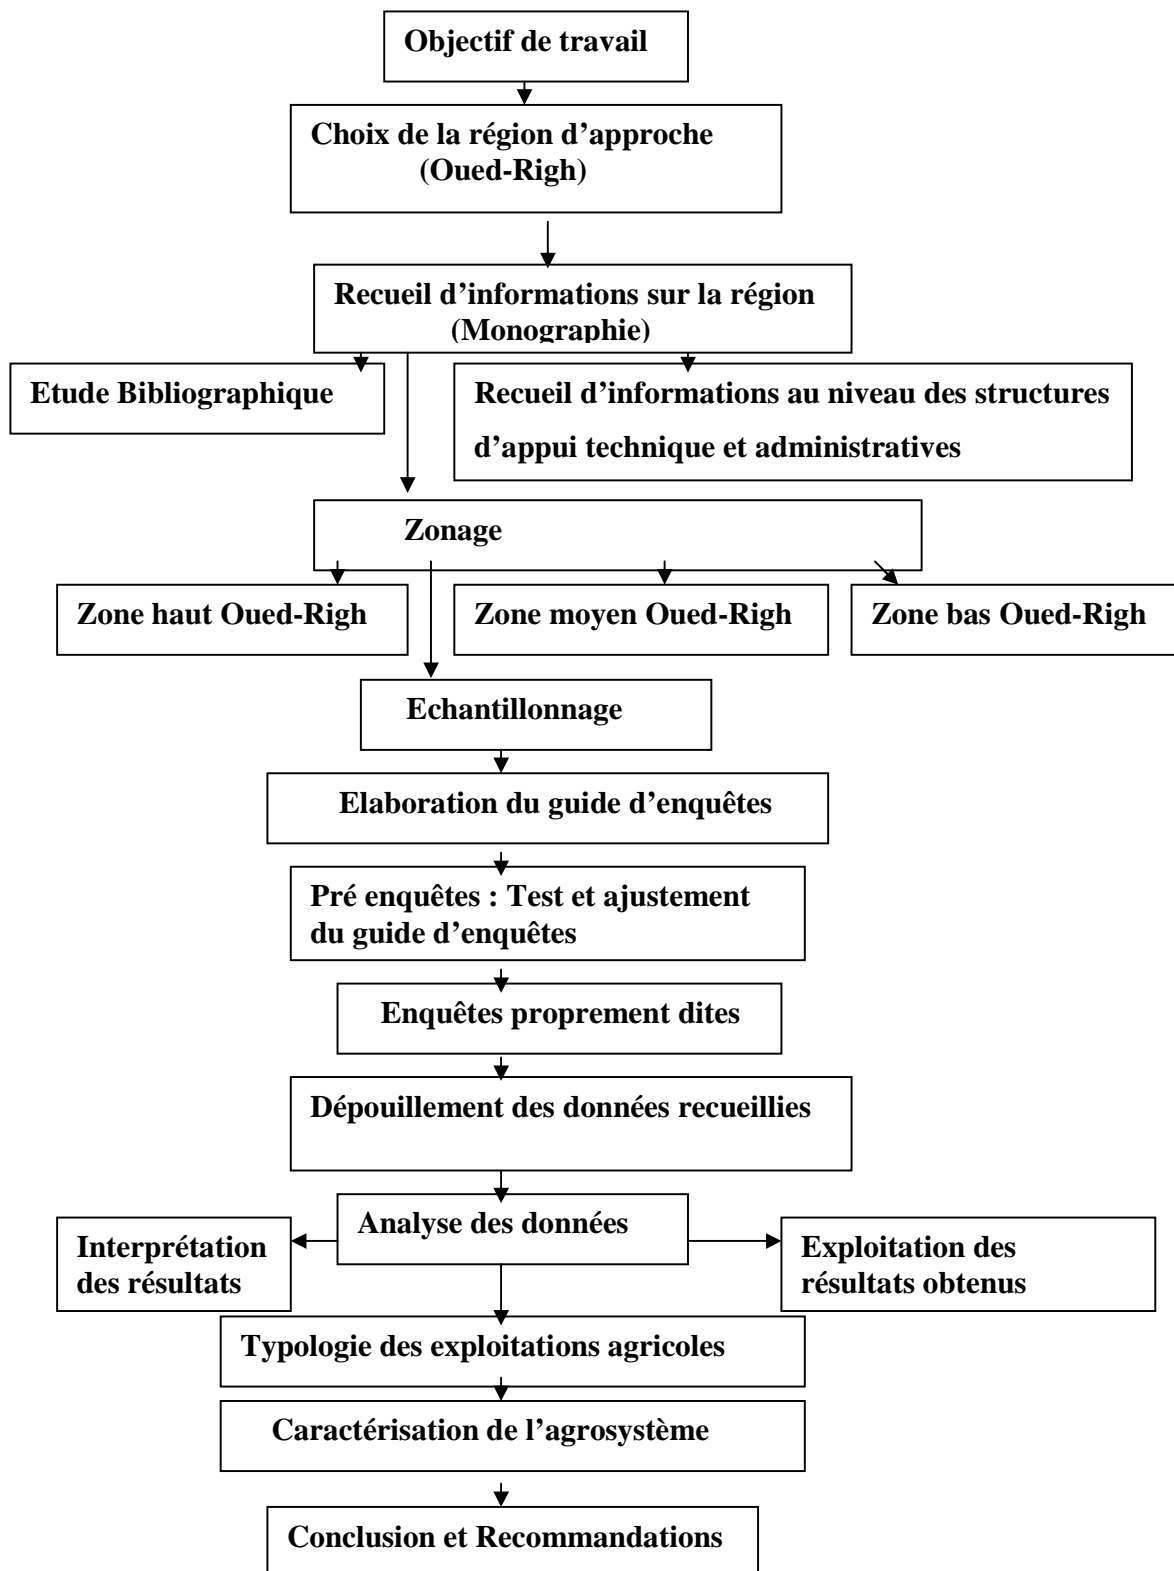 Objectif de travail
Choix de la région d’approche
(Oued-Righ)
Recueil d’informations sur la région
(Monographie)
Etude Bibliographique
Recueil d’informations au niveau des structures
d’appui technique et administratives
Zonage
Zone haut Oued-Righ
Zone moyen Oued-Righ
Zone bas Oued-Righ
Echantillonnage
Elaboration du guide d’enquêtes
Pré enquêtes : Test et ajustement
du guide d’enquêtes
Enquêtes proprement dites
Dépouillement des données recueillies
Analyse des données
Interprétation
des résultats
Exploitation des
résultats obtenus
Typologie des exploitations agricoles
Caractérisation de l’agrosystème
Conclusion et Recommandations